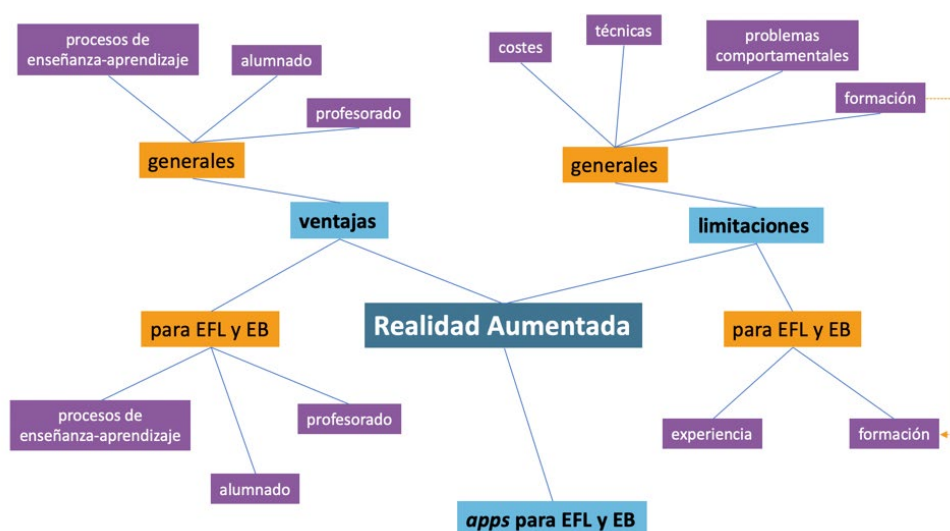 procesos de
enseñanza-aprendizaje
alumnado
profesorado
generales
ventajas
costes
técnicas
problemas
comportamentales
formación
generales
limitaciones
Realidad Aumentada
para EFL y EB
procesos de
enseñanza-aprendizaje
profesorado
alumnado
para EFL y EB
experiencia
formación
apps para EFL y EB